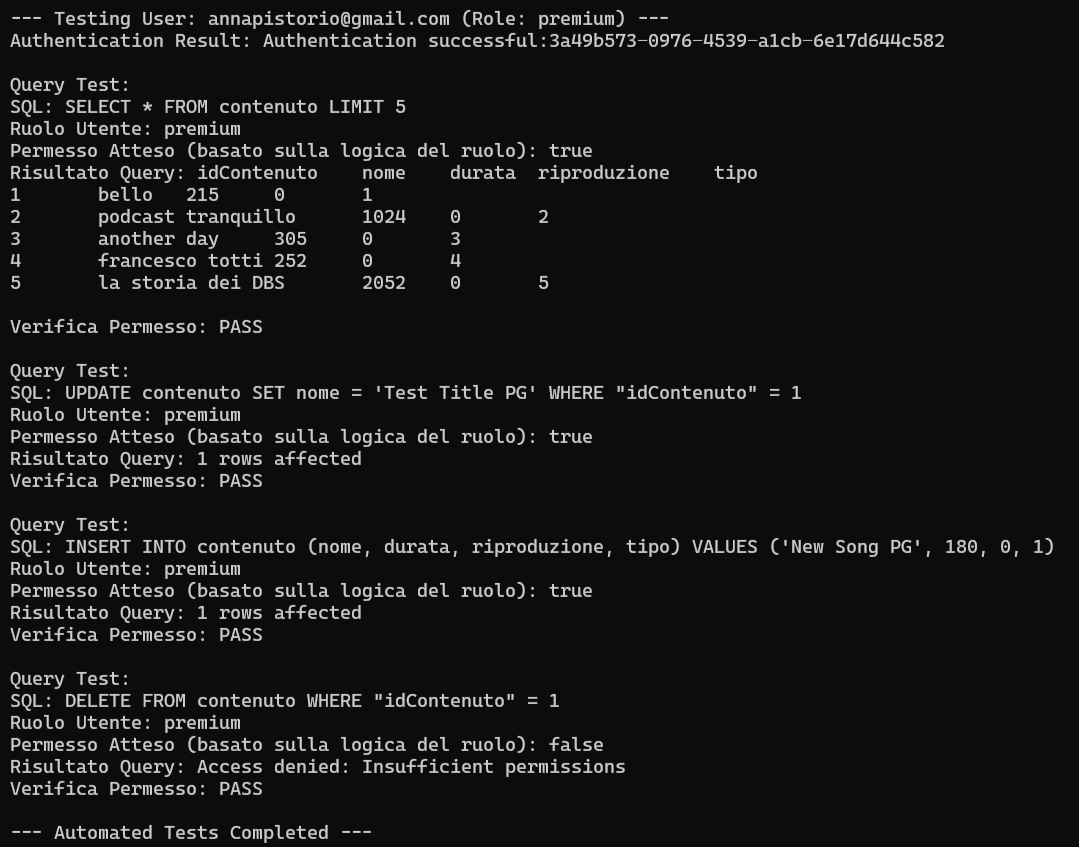 --- Testing User: annapistorio@gmail.com (Role: premium) ---
Authentication Result: Authentication successful:3a49b573-0976-4539-a1cb-6e17d644c582
Query Test:
SQL: SELECT * FROM contenuto LIMIT 5
Ruolo Utente: premium
Permesso Atteso (basato sulla logica del ruolo): true
Risultato Query: idContenuto    nome    durata  riproduzione    tipo
1       bello   215     0       1
2       podcast tranquillo      1024    0       2
3       another day     305     0       3
4       francesco totti 252     0       4
5       la storia dei DBS       2052    0       5
Verifica Permesso: PASS
Query Test:
SQL: UPDATE contenuto SET nome = 'Test Title PG' WHERE "idContenuto" = 1
Ruolo Utente: premium
Permesso Atteso (basato sulla logica del ruolo): true
Risultato Query: 1 rows affected
Verifica Permesso: PASS
Query Test:
SQL: INSERT INTO contenuto (nome, durata, riproduzione, tipo) VALUES ('New Song PG', 180, 0, 1)
Ruolo Utente: premium
Permesso Atteso (basato sulla logica del ruolo): true
Risultato Query: 1 rows affected
Verifica Permesso: PASS
Query Test:
SQL: DELETE FROM contenuto WHERE "idContenuto" = 1
Ruolo Utente: premium
Permesso Atteso (basato sulla logica del ruolo): false
Risultato Query: Access denied: Insufficient permissions
Verifica Permesso: PASS
--- Automated Tests Completed ---